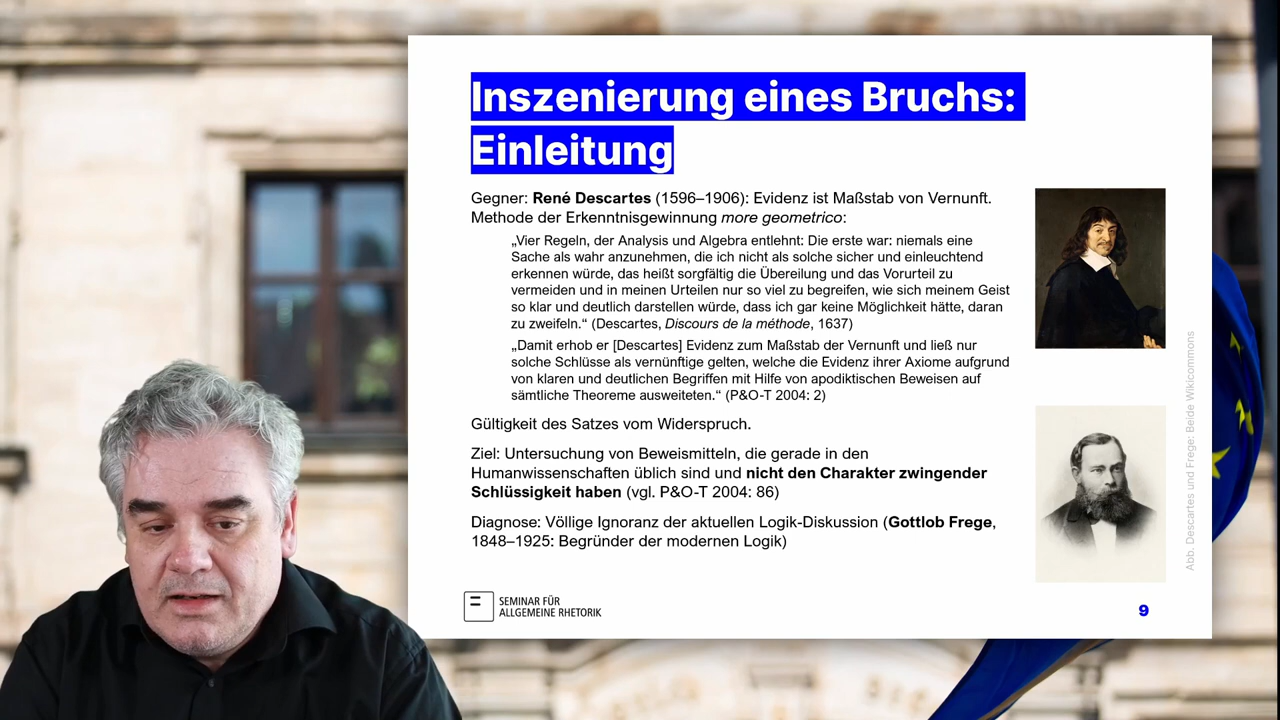 Inszenierung eines Bruchs:
Einleitung
Gegner: René Descartes (1596–1906): Evidenz ist Maßstab von Vernunft.
Methode der Erkenntnisgewinnung more geometrico:
„Vier Regeln, der Analysis und Algebra entlehnt: Die erste war: niemals eine
Sache als wahr anzunehmen, die ich nicht als solche sicher und einleuchtend
erkennen würde, das heißt sorgfältig die Übereilung und das Vorurteil zu
vermeiden und in meinen Urteilen nur so viel zu begreifen, wie sich meinem Geist
so klar und deutlich darstellen würde, dass ich gar keine Möglichkeit hätte, daran
zu zweifeln.“ (Descartes, Discours de la méthode, 1637)
„Damit erhob er [Descartes] Evidenz zum Maßstab der Vernunft und ließ nur
solche Schlüsse als vernünftige gelten, welche die Evidenz ihrer Axiome aufgrund
von klaren und deutlichen Begriffen mit Hilfe von apodiktischen Beweisen auf
sämtliche Theoreme ausweiteten.“ (P&O-T 2004: 2)
Gültigkeit des Satzes vom Widerspruch.
Ziel: Untersuchung von Beweismitteln, die gerade in den
Humanwissenschaften üblich sind und nicht den Charakter zwingender
Schlüssigkeit haben (vgl. P&O-T 2004: 86)
Diagnose: Völlige Ignoranz der aktuellen Logik-Diskussion (Gottlob Frege,
1848–1925: Begründer der modernen Logik)
Abb. Descartes und Frege: Beide Wikicommons
SEMINAR FÜR
ALLGEMEINE RHETORIK
9